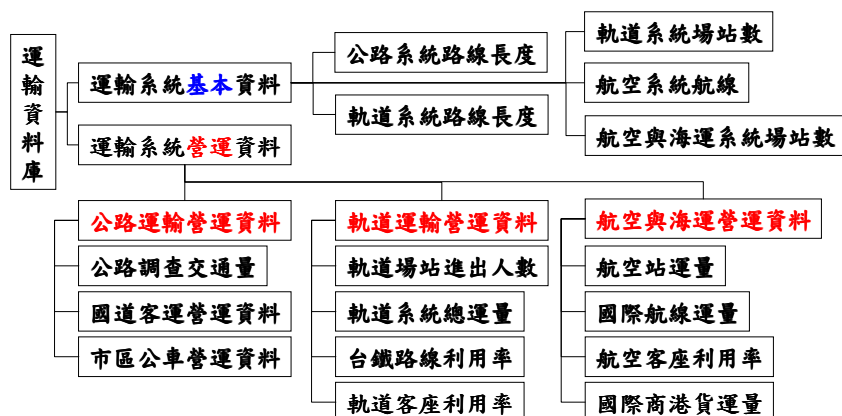 運輸資料庫
運輸系統基本資料
運輸系統營運資料
公路系統路線長度
軌道系統路線長度
軌道系統場站數
航空系統航線
航空與海運系統場站數
公路運輸營運資料
公路調查交通量
國道客運營運資料
市區公車營運資料
軌道運輸營運資料
軌道場站進出人數
軌道系統總運量
台鐵路線利用率
軌道客座利用率
航空與海運營運資料
航空站運量
國際航線運量
航空客座利用率
國際商港貨運量